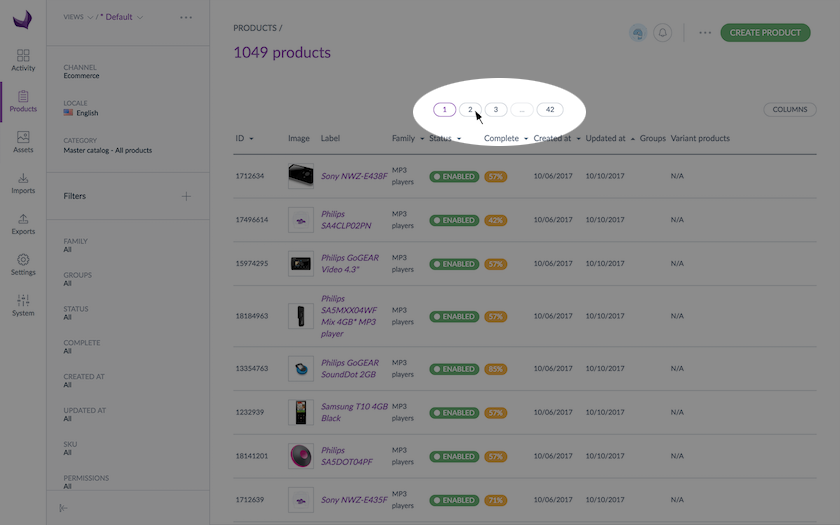 VIEWS / * Default
Activity
Products
Assets
Imports
Exports
Settings
System
CHANNEL
Ecommerce
LOCALE
English
CATEGORY
Master catalog - All products
Filters
FAMILY
All
GROUPS
All
STATUS
All
COMPLETE
All
CREATED AT
All
UPDATED AT
All
SKU
All
PERMISSIONS
All
PRODUCTS /
1049 products
CREATE PRODUCT
1 2 3 ... 42
COLUMNS
ID Image Label Family Status Complete Created at Updated at Groups Variant products
1712634 Sony NWZ-E438F MP3 players ENABLED 57% 10/06/2017 10/10/2017 N/A
17496614 Philips SA4CLP02PN MP3 players ENABLED 42% 10/06/2017 10/10/2017 N/A
15974295 Philips GoGEAR Video 4.3" MP3 players ENABLED 57% 10/06/2017 10/10/2017 N/A
18184963 Philips SA5MXX04WF Mix 4GB* MP3 player MP3 players ENABLED 57% 10/06/2017 10/10/2017 N/A
13354763 Philips GoGEAR SoundDot 2GB MP3 players ENABLED 85% 10/06/2017 10/10/2017 N/A
1232939 Samsung T10 4GB Black MP3 players ENABLED 57% 10/06/2017 10/10/2017 N/A
18141201 Philips SA5DOT04PF MP3 players ENABLED 57% 10/06/2017 10/10/2017 N/A
1712639 Sony NWZ-E435F MP3 players ENABLED 71% 10/06/2017 10/10/2017 N/A